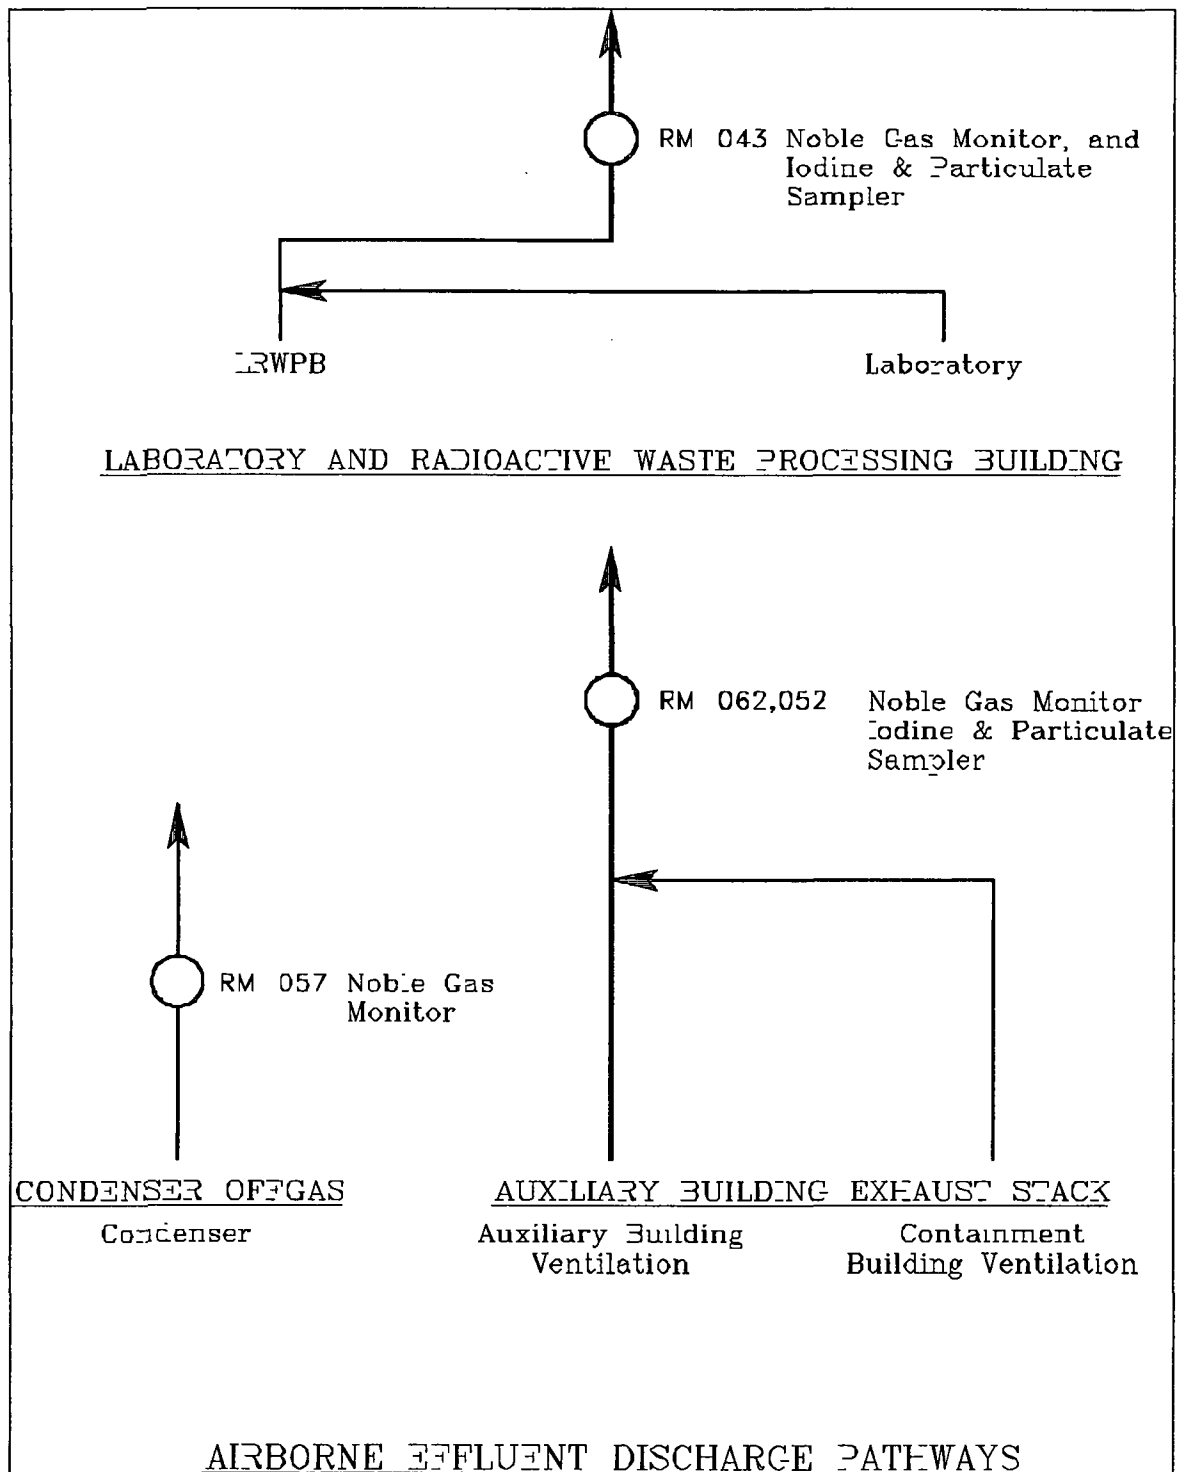 RM 043 Noble Gas Monitor, and
Iodine & Particulate
Sampler
LRWPB
Laboratory
LABORATORY AND RADIOACTIVE WASTE PROCESSING BUILDING
RM 062,052 Noble Gas Monitor
Iodine & Particulate
Sampler
RM 057 Noble Gas
Monitor
CONDENSER OFFGAS
AUXILIARY BUILDING EXHAUST STACK
Condenser
Auxiliary Building
Ventilation
Containment
Building Ventilation
AIRBORNE EFFLUENT DISCHARGE PATHWAYS